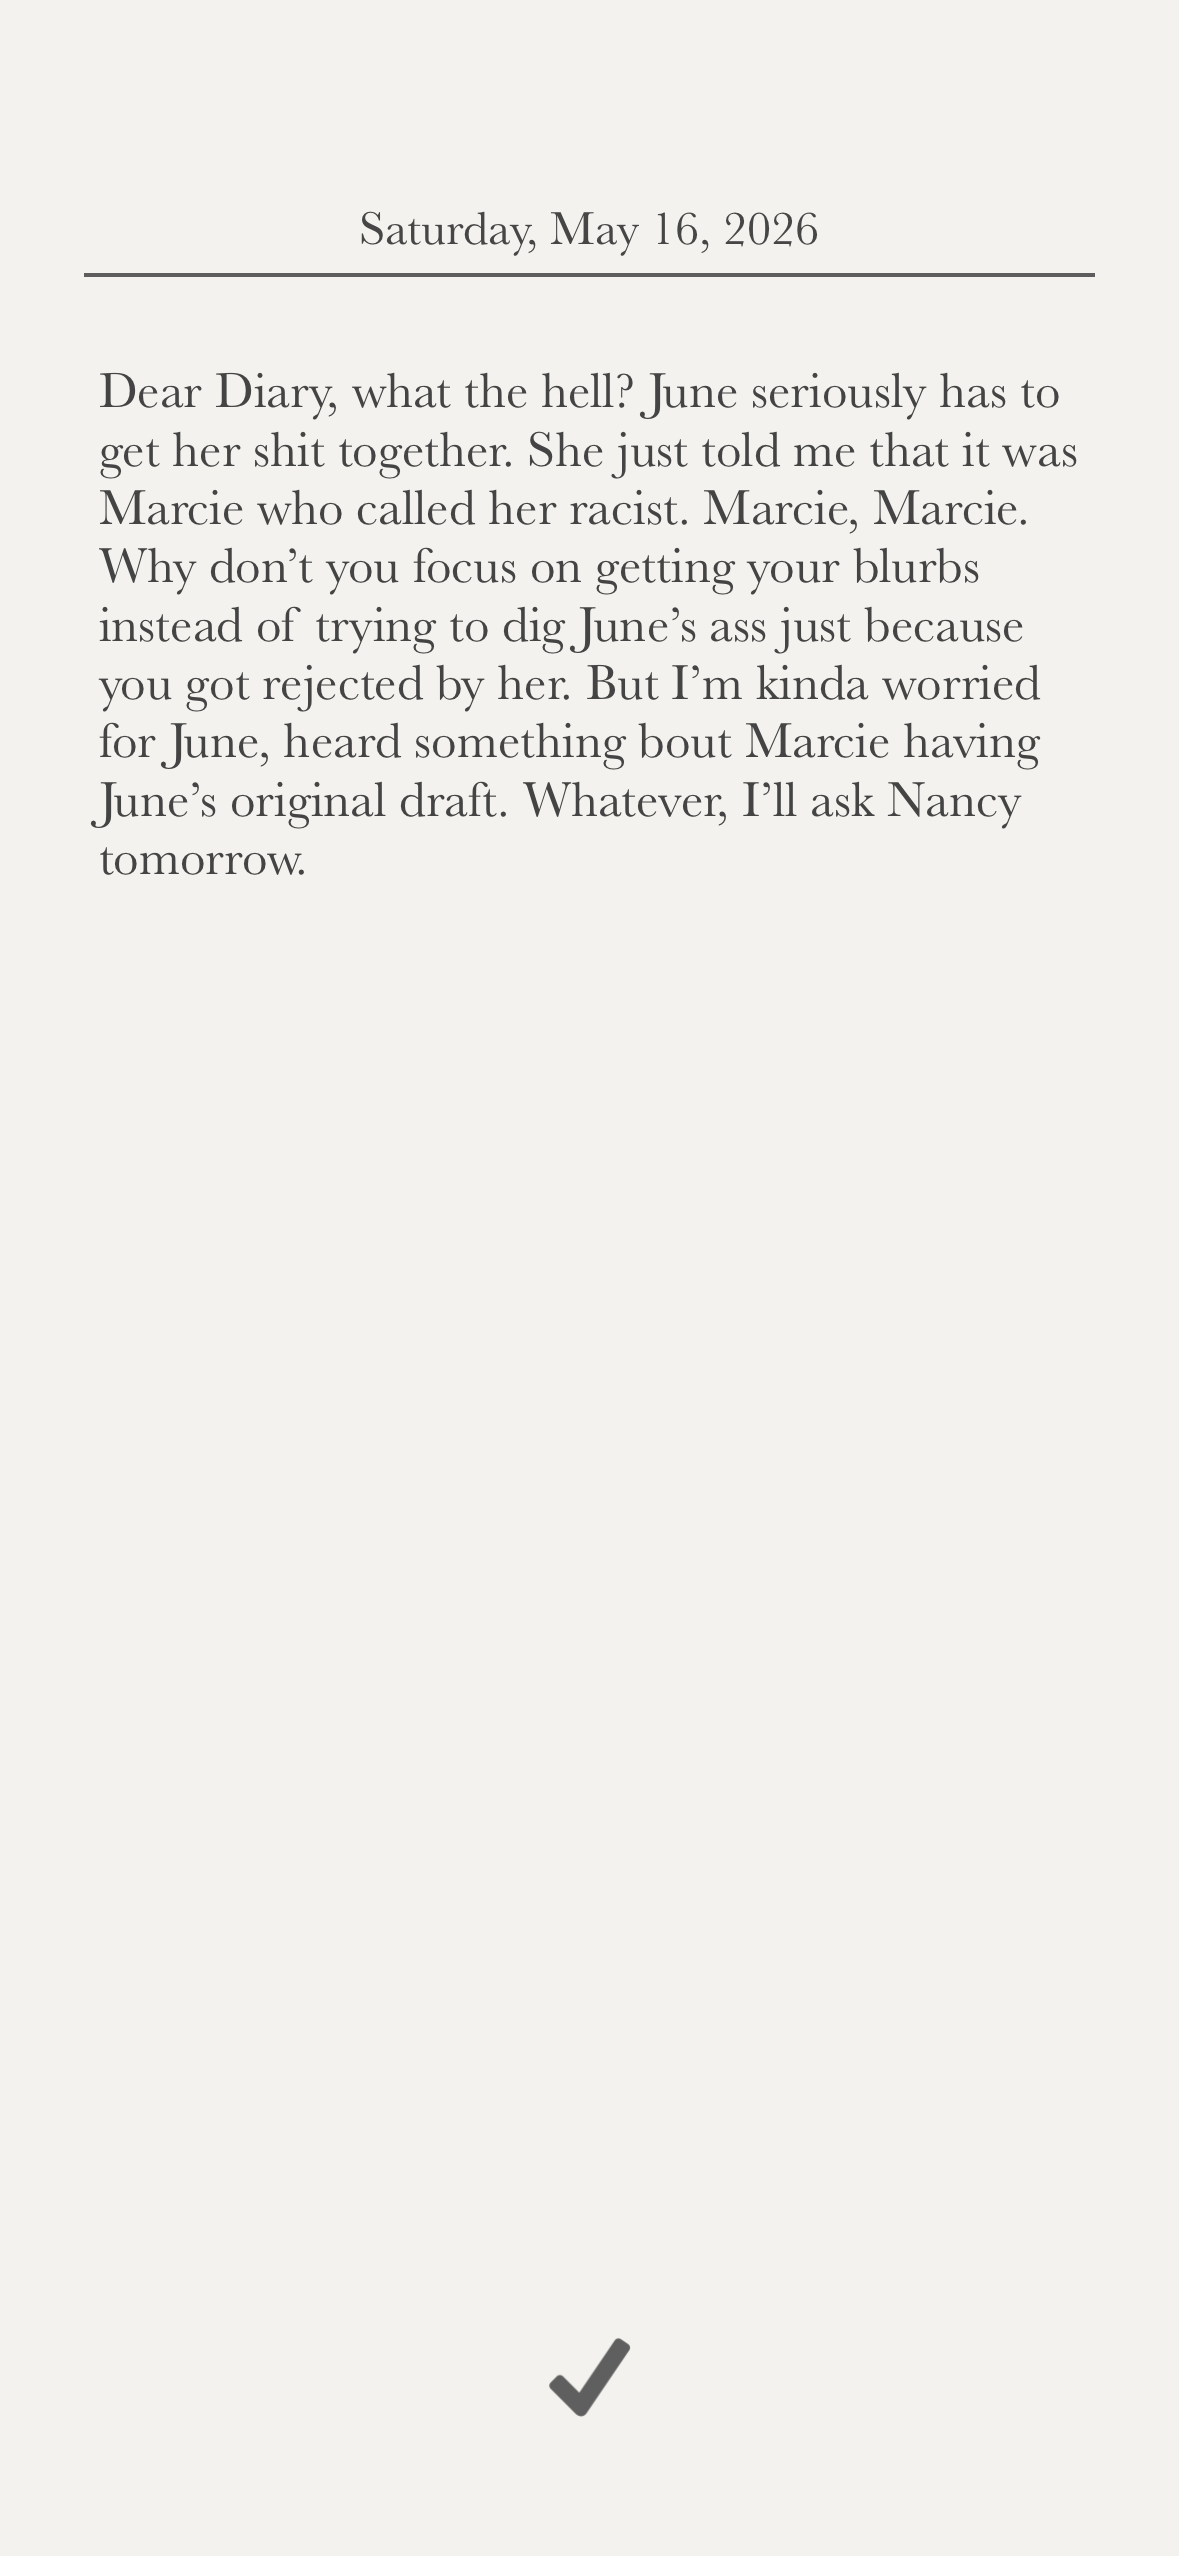 Saturday, May 16, 2026
Dear Diary, what the hell? June seriously has to
get her shit together. She just told me that it was
Marcie who called her racist. Marcie, Marcie.
Why don’t you focus on getting your blurbs
instead of trying to dig June’s ass just because
you got rejected by her. But I’m kinda worried
for June, heard something bout Marcie having
June’s original draft. Whatever, I’ll ask Nancy
tomorrow.